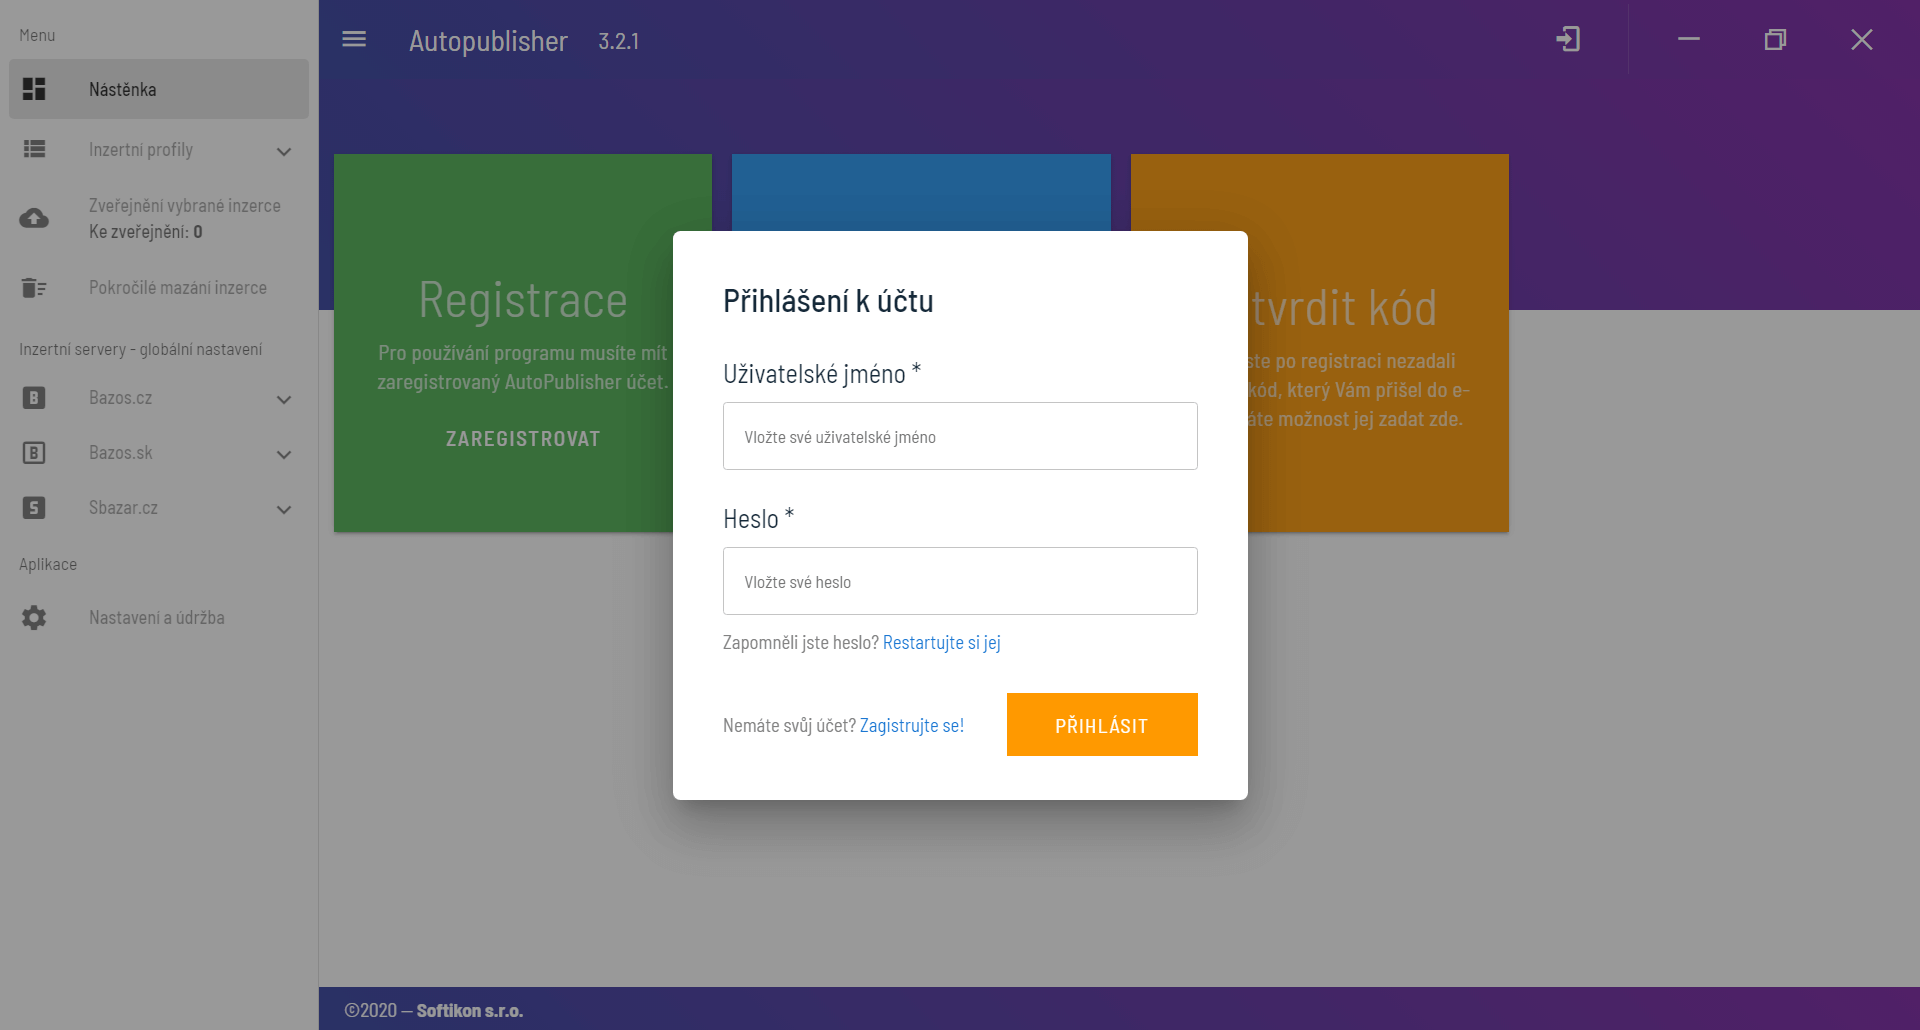 Menu
Nástěnka
Inzertní profily
Zveřejnění vybrané inzerce
Ke zveřejnění: 0
Pokročilé mazání inzerce
Inzertní servery - globální nastavení
B
Bazos.cz
B
Bazos.sk
S
Sbazar.cz
Aplikace
Nastavení a údržba
Autopublisher 3.2.1
Registrace
Pro používání programu musíte mít
zaregistrovaný AutoPublisher účet.
ZAREGISTROVAT
tvrdit kód
ste po registraci nezadali
kód, který Vám přišel do e-
áte možnost jej zadat zde.
Přihlášení k účtu
Uživatelské jméno *
Vložte své uživatelské jméno
Heslo *
Vložte své heslo
Zapomněli jste heslo? Restartujte si jej
Nemáte svůj účet? Zagistrujte se!
PŘIHLÁSIT
©2020 — Softikon s.r.o.